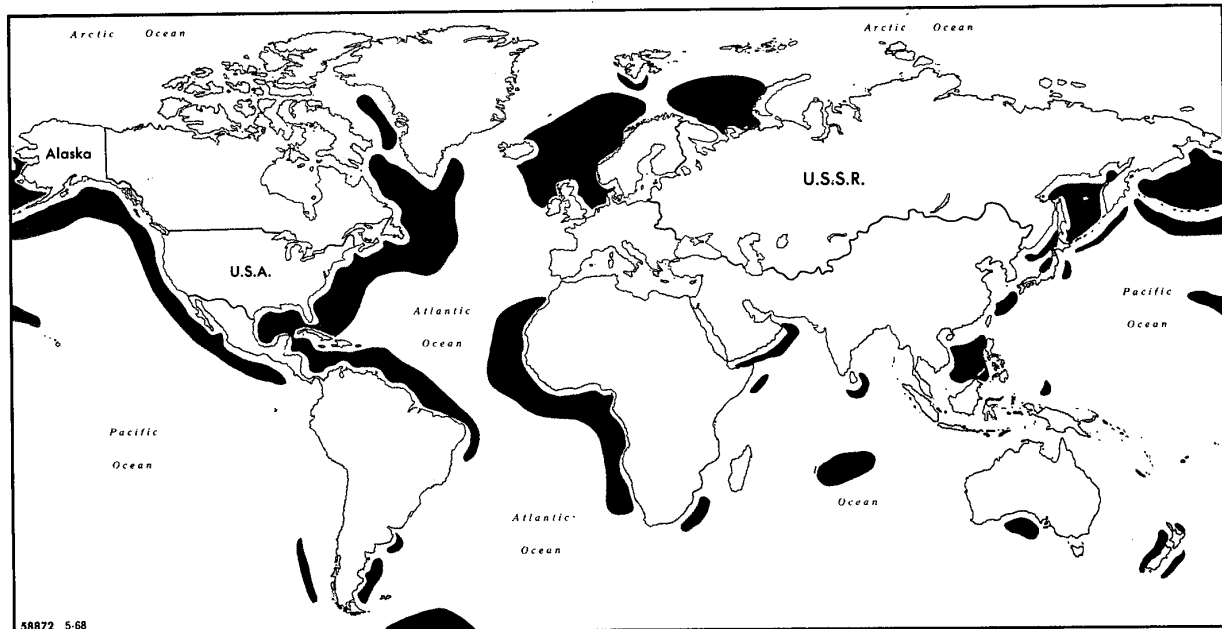 Arctic Ocean
Arctic Ocean
Alaska
U.S.S.R.
U.S.A.
Atlantic
Ocean
Pacific
Ocean
Pacific
Ocean
Ocean
Atlantic
Ocean
58872 5-68